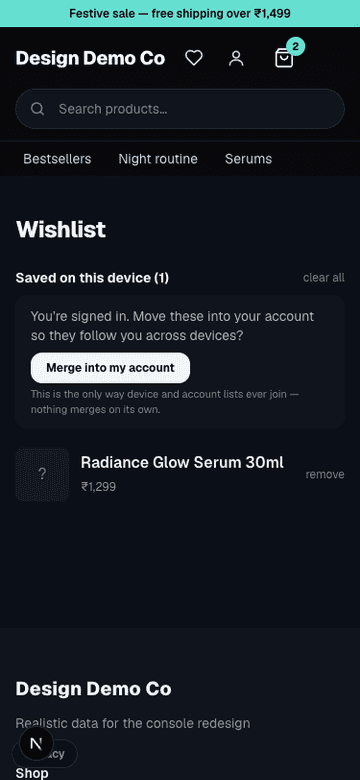 Festive sale — free shipping over ₹1,499
Design Demo Co
2
Search products...
Bestsellers Night routine Serums
Wishlist
Saved on this device (1) clear all
You're signed in. Move these into your account
so they follow you across devices?
Merge into my account
This is the only way device and account lists ever join —
nothing merges on its own.
?
Radiance Glow Serum 30ml
₹1,299
remove
Design Demo Co
Realistic data for the console redesign
N
Shop